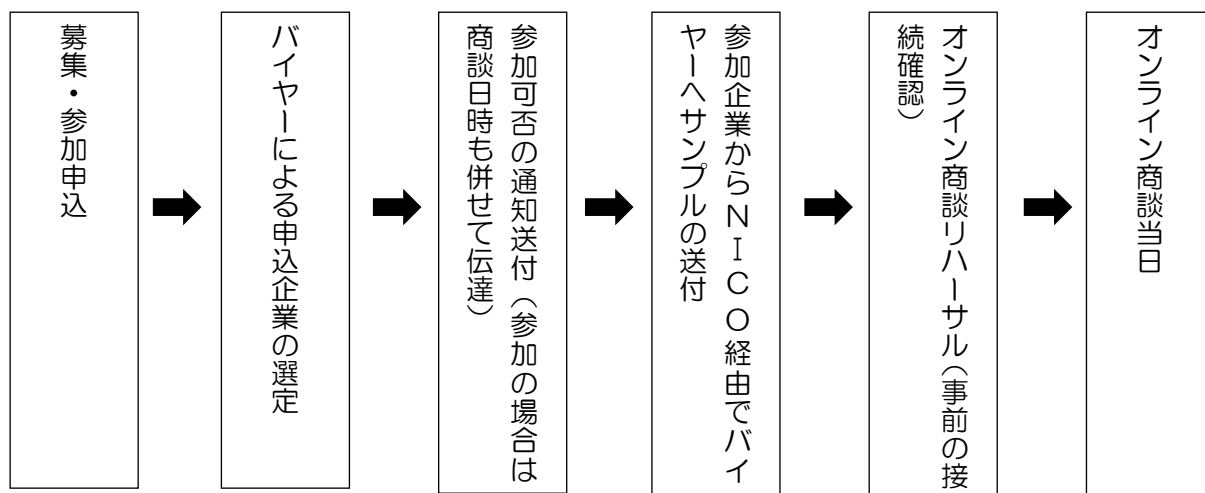 募集・参加申込
バイヤーによる申込企業の選定
参加可否の通知送付（参加の場合は
商談日時も併せて伝達）
参加企業からＮＩＣＯ経由でバイ
ヤーへサンプルの送付
オンライン商談リハーサル（事前の接
続確認）
オンライン商談当日